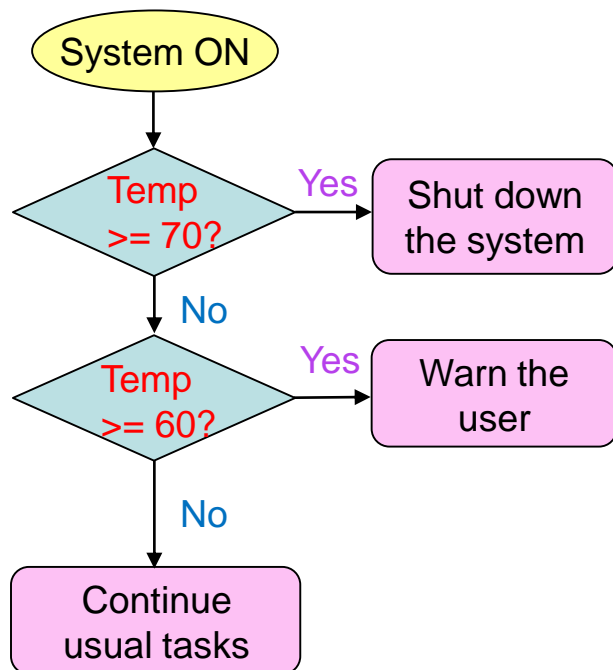 System ON
Temp
>= 70?
Yes
Shut down
the system
No
Temp
>= 60?
Yes
Warn the
user
No
Continue
usual tasks